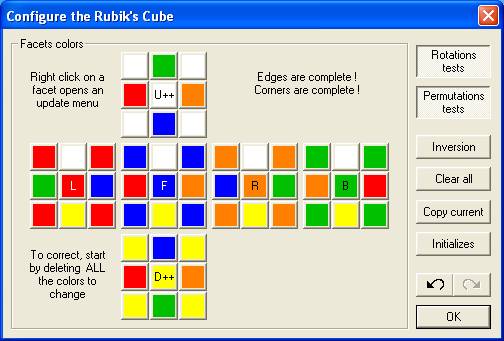 Configure the Rubik's Cube
Facets colors
Right click on a
facet opens an
update menu
U++
Edges are complete !
Corners are complete !
Rotations
tests
Permutations
tests
Inversion
L
F
R
B
Clear all
Copy current
Initializes
To correct, start
by deleting ALL
the colors to
change
D++
OK